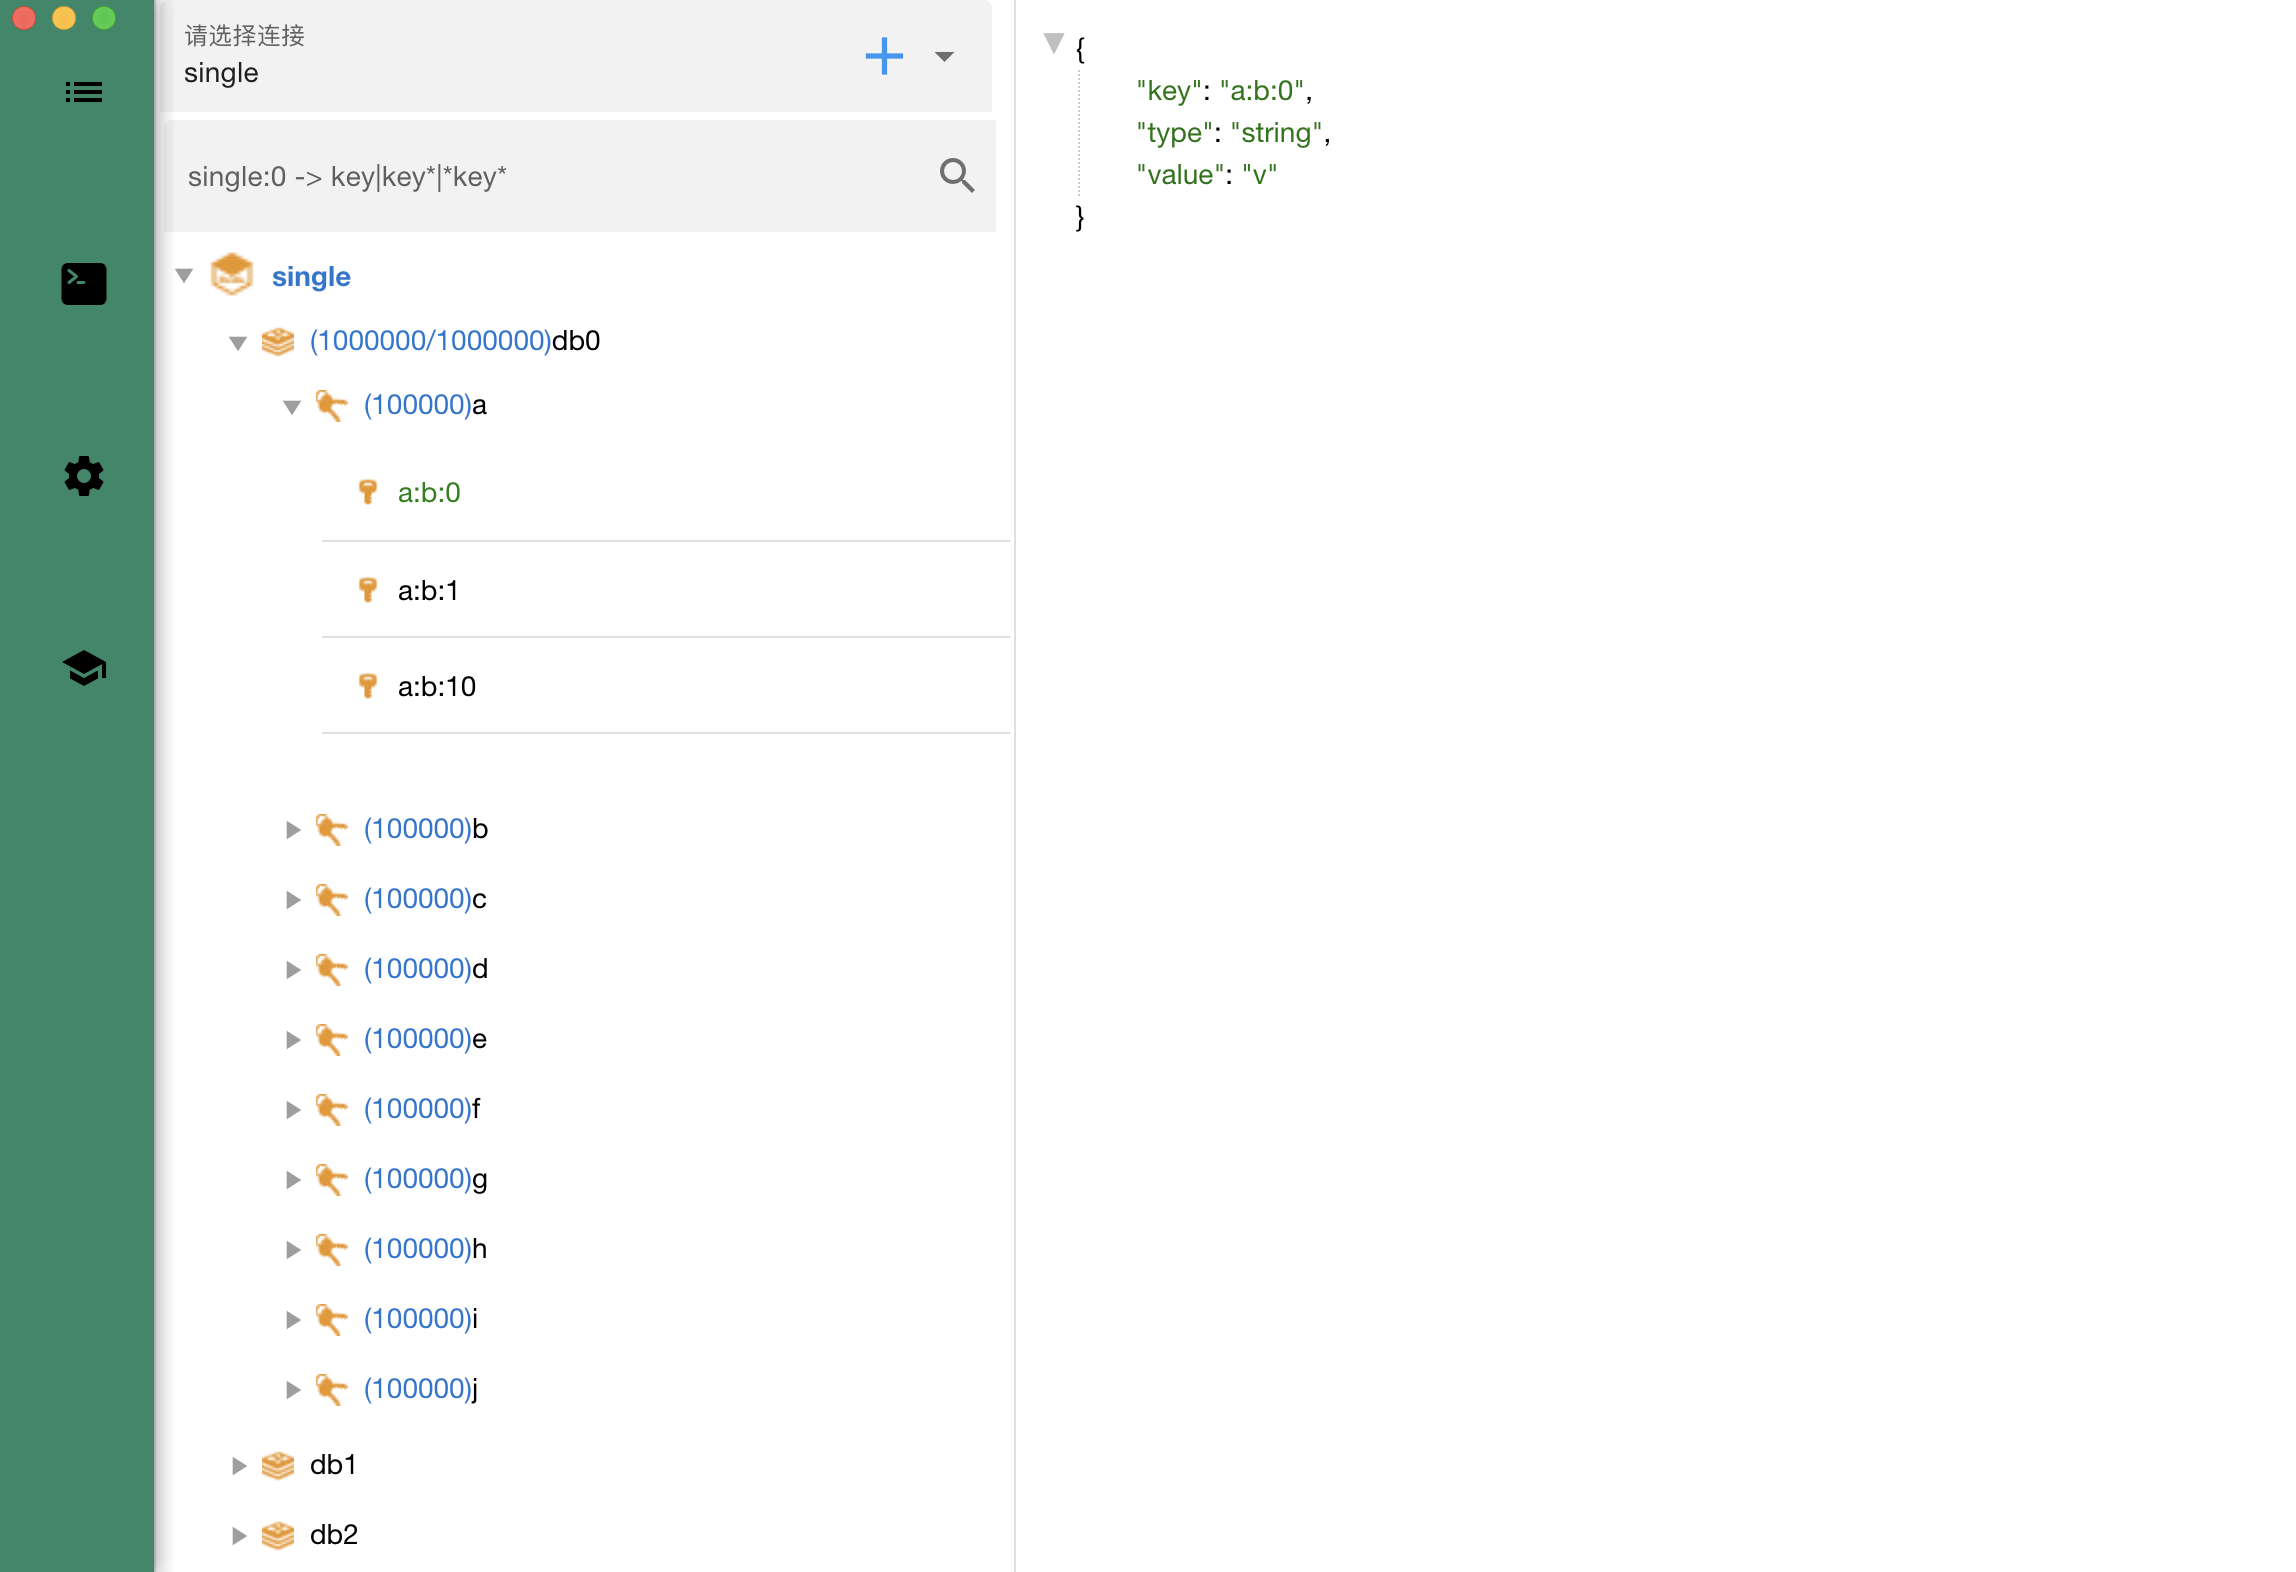 请选择连接
single
single:0 -> key|key*|*key*
single
(1000000/1000000)db0
(100000)a
a:b:0
a:b:1
a:b:10
(100000)b
(100000)c
(100000)d
(100000)e
(100000)f
(100000)g
(100000)h
(100000)i
(100000)j
db1
db2
{
"key": "a:b:0",
"type": "string",
"value": "v"
}